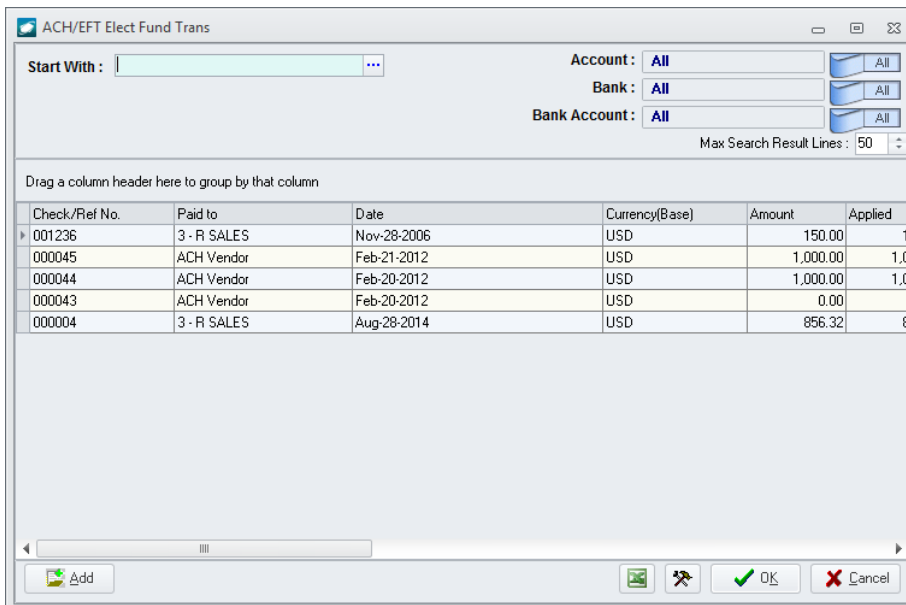 ACH/EFT Elect Fund Trans
Start With : ... Account : All All
Bank : All All
Bank Account : All All
Max Search Result Lines : 50
Drag a column header here to group by that column
Check/Ref No. Paid to Date Currency(Base) Amount Applied
001236 3 - R SALES Nov-28-2006 USD 150.00
000045 ACH Vendor Feb-21-2012 USD 1,000.00
000044 ACH Vendor Feb-20-2012 USD 1,000.00
000043 ACH Vendor Feb-20-2012 USD 0.00
000004 3 - R SALES Aug-28-2014 USD 856.32
Add OK Cancel